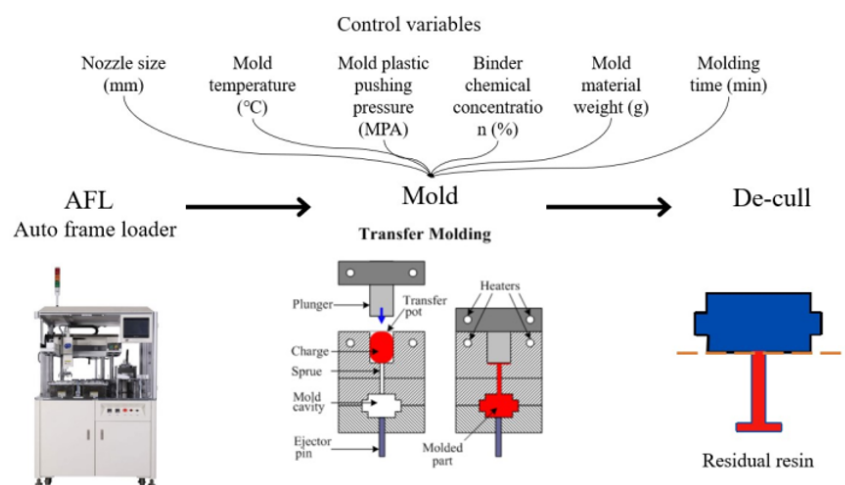 Control variables
Nozzle size
(mm)
Mold
temperature
(℃)
Mold plastic
pushing
pressure
(MPA)
Binder
chemical
concentratio
n (%)
Mold
material
weight (g)
Molding
time (min)
AFL
Auto frame loader
Mold
De-cull
Transfer Molding
Plunger
Transfer
pot
Charge
Sprue
Mold
cavity
Ejector
pin
Heaters
Molded
part
Residual resin